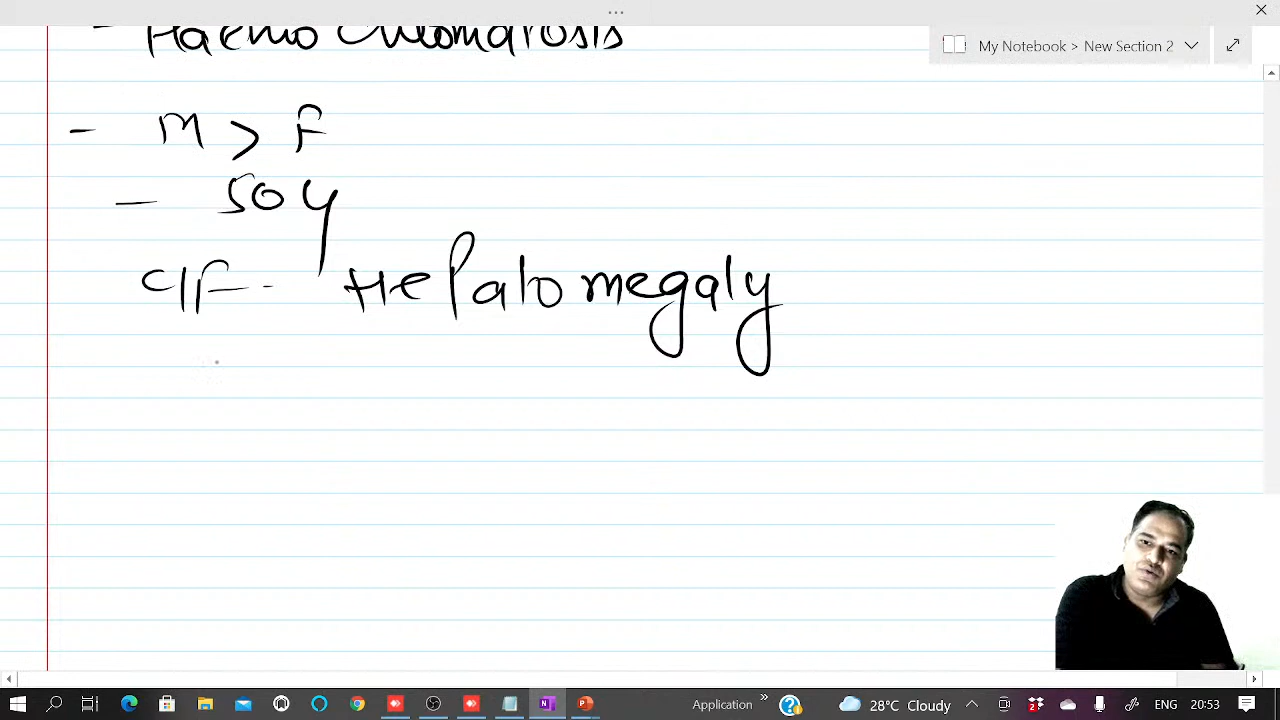 ...
My Notebook > New Section 2
- Haemo Chromatosis
- M > F
- 50 y
C/F - Hepatomegaly
Application
28°C Cloudy
ENG
20:53